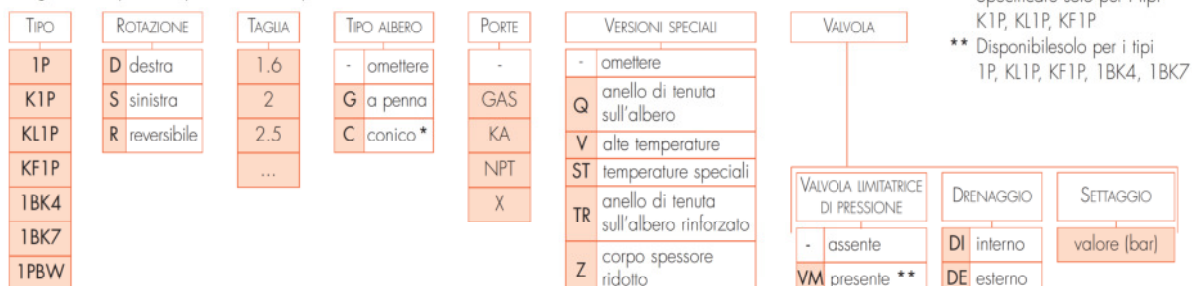 Specificare solo per i tipi
K1P, KL1P, KF1P
** Disponibilesolo per i tipi
1P, KL1P, KF1P, 1BK4, 1BK7
TIPO
1P
K1P
KL1P
KF1P
1BK4
1BK7
1PBW
ROTAZIONE
D destra
S sinistra
R reversibile
TAGLIA
1.6
2
2.5
...
TIPO ALBERO
- omettere
G a penna
C conico *
PORTE
-
GAS
KA
NPT
X
VERSIONI SPECIALI
- omettere
Q anello di tenuta
sull'albero
V alte temperature
ST temperature speciali
TR anello di tenuta
sull'albero rinforzato
Z corpo spessore
ridotto
VALVOLA
VALVOLA LIMITATRICE
DI PRESSIONE
- assente
VM presente **
DRENAGGIO
DI interno
DE esterno
SETTAGGIO
valore (bar)